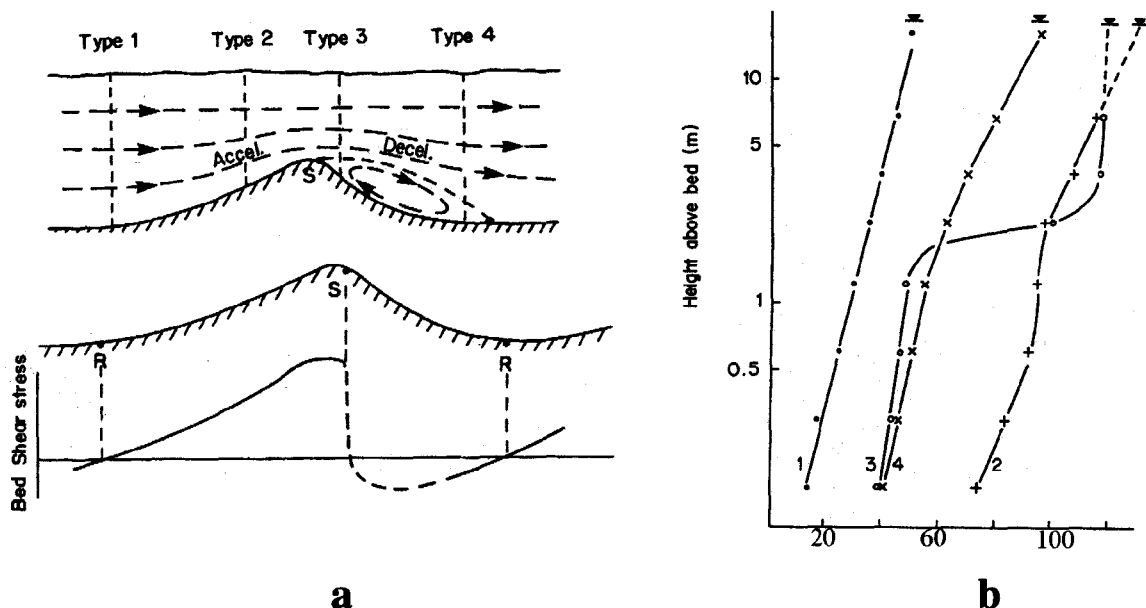 Type 1 Type 2 Type 3 Type 4
Accel. Decel.
S
S
R R
Bed Shear stress
a
Height above bed (m)
10
5
1
0.5
1 3 4 2
20 60 100
b